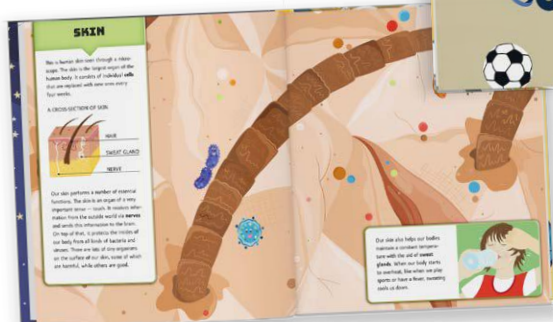 SKIN
This is human skin seen through a micro-
scope. The skin is the largest organ of the
human body. It consists of individual cells
that are replaced with new ones every
four weeks.
A CROSS-SECTION OF SKIN:
HAIR
SWEAT GLAND
NERVE
Our skin performs a number of essential
functions. The skin is an organ of a very
important sense — touch. It receives infor-
mation from the outside world via nerves
and sends this information to the brain.
On top of that, it protects the insides of
our body from all kinds of bacteria and
viruses. There are lots of tiny organisms
on the surface of our skin, some of which
are harmful, while others are good.
Our skin also helps our bodies
maintain a constant tempera-
ture with the aid of sweat
glands. When our body starts
to overheat, like when we play
sports or have a fever, sweating
cools us down.